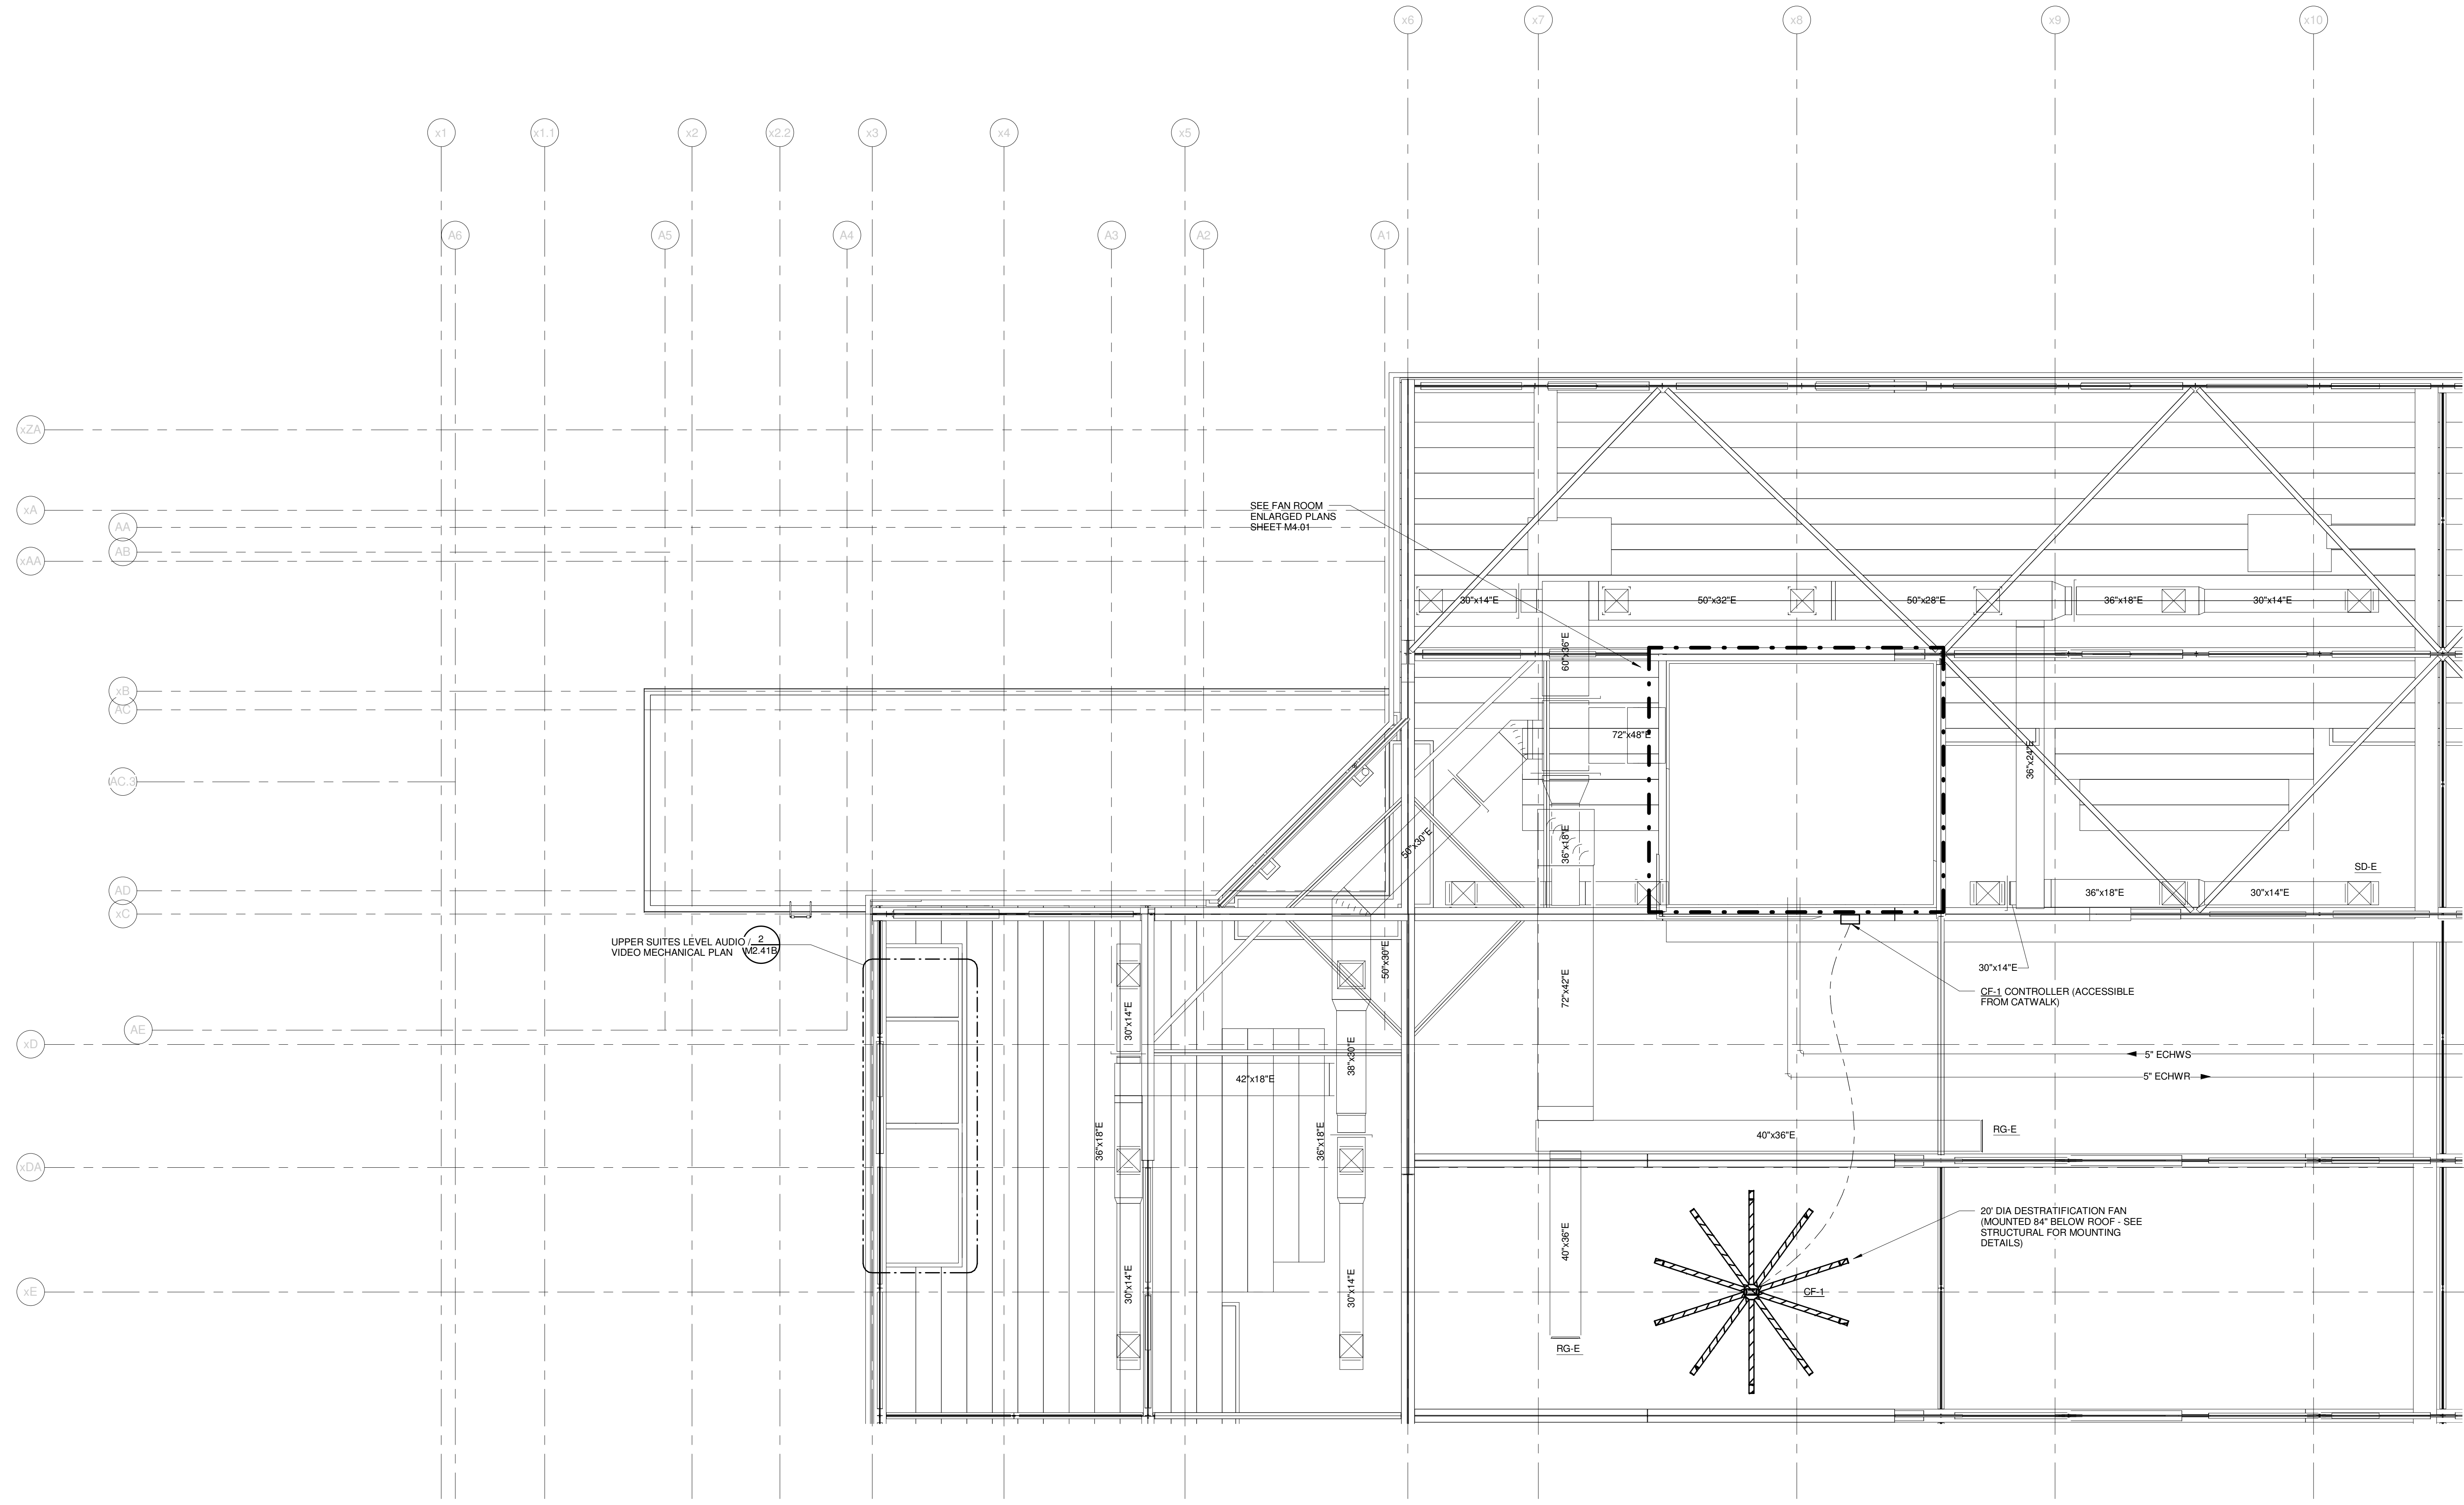 x6
x7
x8
x9
x10
x1
x1.1
x2
x2.2
x3
x4
x5
A6
A5
A4
A3
A2
A1
xZA
xA
AA
AB
xAA
xB
AC
AC.3
AD
xC
AE
xD
xDA
xE
SEE FAN ROOM
ENLARGED PLANS
SHEET M4.01
30"x14"E
50"x32"E
50"x28"E
36"x18"E
30"x14"E
60"x36"E
72"x48"E
36"x24"E
50"x30"E
36"x18"E
SD-E
36"x18"E
30"x14"E
UPPER SUITES LEVEL AUDIO /
VIDEO MECHANICAL PLAN
2
M2.41B
50"x30"E
72"x42"E
30"x14"E
CF-1 CONTROLLER (ACCESSIBLE
FROM CATWALK)
30"x14"E
38"x30"E
42"x18"E
5" ECHWS
5" ECHWR
36"x18"E
36"x18"E
40"x36"E
RG-E
20' DIA DESTRATIFICATION FAN
(MOUNTED 84" BELOW ROOF - SEE
STRUCTURAL FOR MOUNTING
DETAILS)
40"x36"E
30"x14"E
30"x14"E
CF-1
RG-E